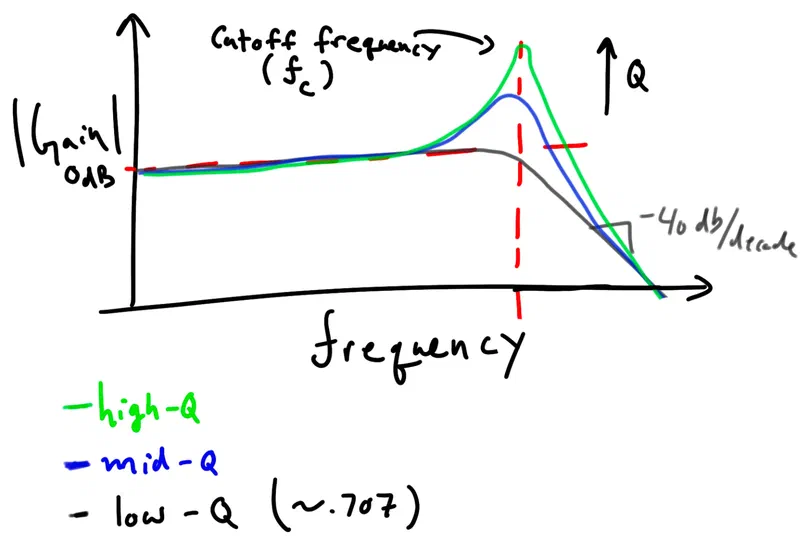 Cutoff frequency
(fc)
Q
|Gain|
0dB
-40 db/decade
frequency
-high-Q
- mid-Q
- low-Q (~.707)